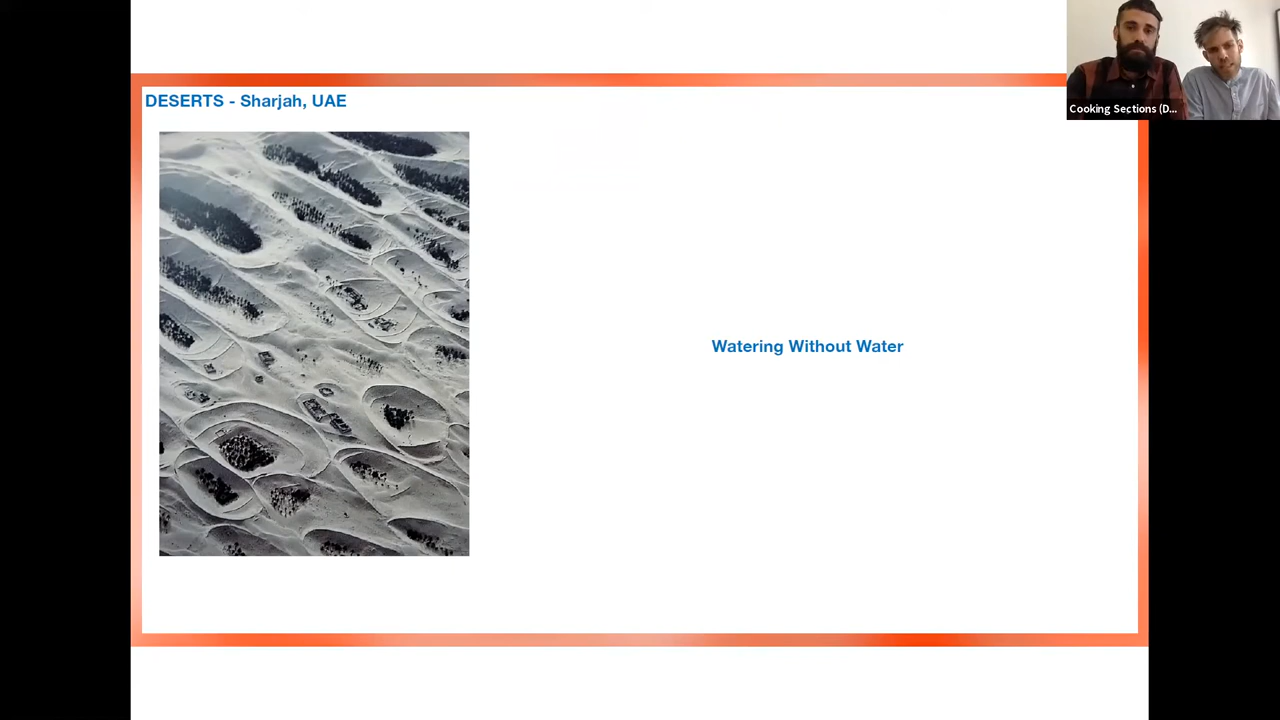 DESERTS - Sharjah, UAE
Watering Without Water
Cooking Sections (D...